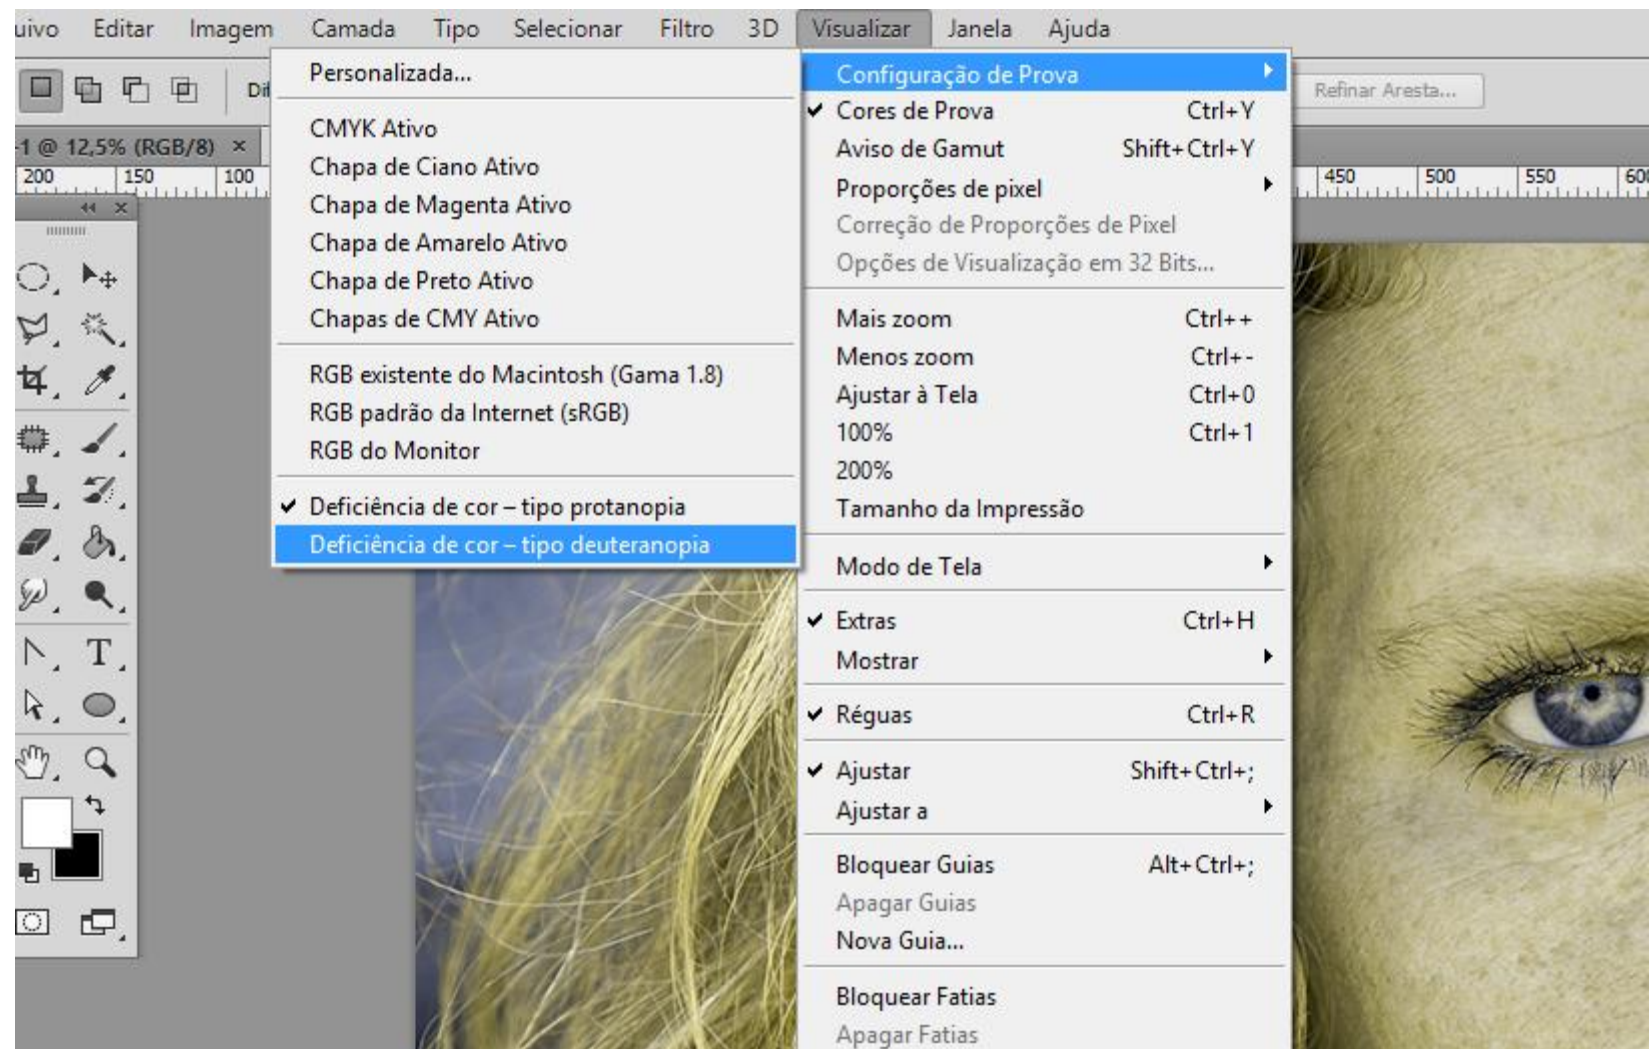 uivo Editar Imagem Camada Tipo Selecionar Filtro 3D Visualizar Janela Ajuda
Refinar Aresta...
-1 @ 12,5% (RGB/8) ×
200 150 100 450 500 550 600
Personalizada...
CMYK Ativo
Chapa de Ciano Ativo
Chapa de Magenta Ativo
Chapa de Amarelo Ativo
Chapa de Preto Ativo
Chapas de CMY Ativo
RGB existente do Macintosh (Gama 1.8)
RGB padrão da Internet (sRGB)
RGB do Monitor
Deficiência de cor – tipo protanopia
Deficiência de cor – tipo deuteranopia
Configuração de Prova
Cores de Prova Ctrl+Y
Aviso de Gamut Shift+Ctrl+Y
Proporções de pixel
Correção de Proporções de Pixel
Opções de Visualização em 32 Bits...
Mais zoom Ctrl++
Menos zoom Ctrl+-
Ajustar à Tela Ctrl+0
100% Ctrl+1
200%
Tamanho da Impressão
Modo de Tela
Extras Ctrl+H
Mostrar
Réguas Ctrl+R
Ajustar Shift+Ctrl+;
Ajustar a
Bloquear Guias Alt+Ctrl+;
Apagar Guias
Nova Guia...
Bloquear Fatias
Apagar Fatias